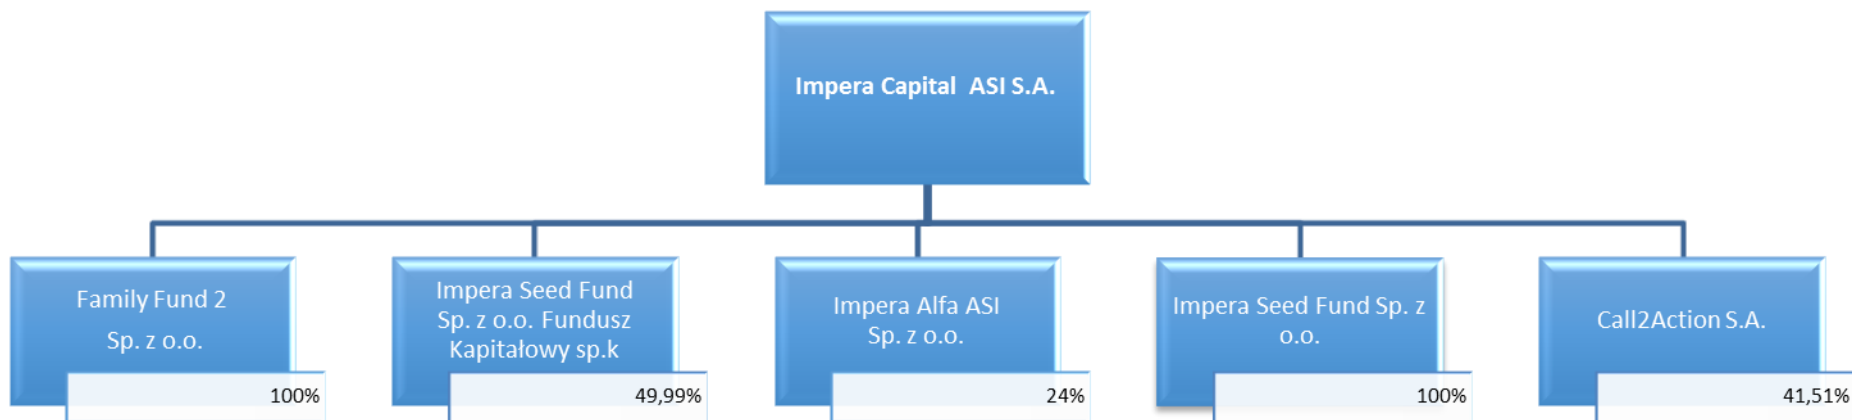 Impera Capital  ASI S.A.
Family Fund 2
Sp. z o.o.
100%
Impera Seed Fund
Sp. z o.o. Fundusz
Kapitałowy sp.k
49,99%
Impera Alfa ASI
Sp. z o.o.
24%
Impera Seed Fund Sp. z
o.o.
100%
Call2Action S.A.
41,51%